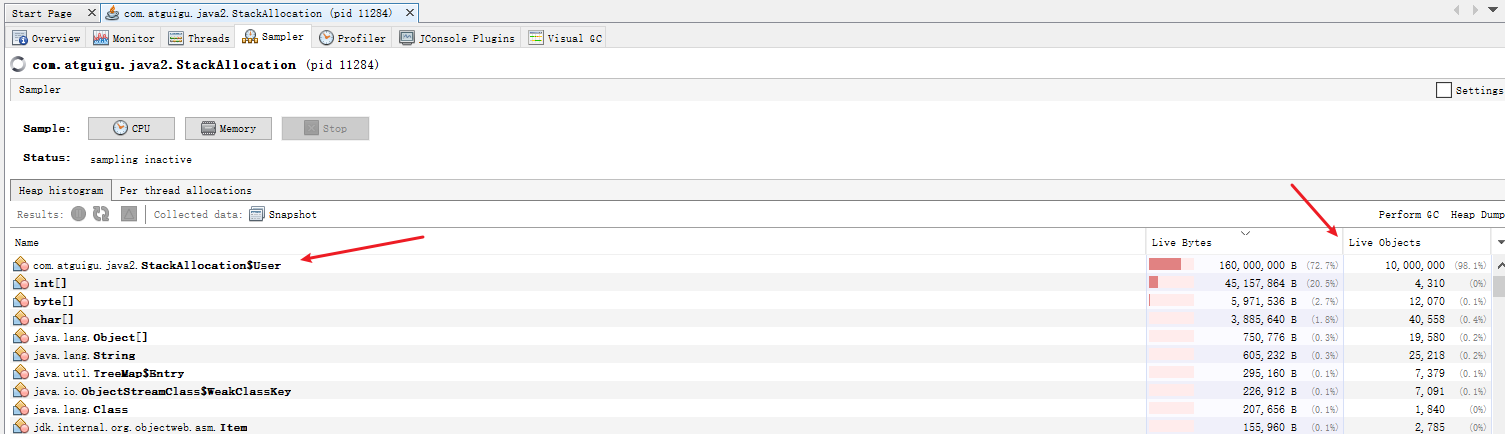 Start Page com.atguigu.java2.StackAllocation (pid 11284)
Overview Monitor Threads Sampler Profiler JConsole Plugins Visual GC
com.atguigu.java2.StackAllocation (pid 11284)
Sampler Settings
Sample: CPU Memory Stop
Status: sampling inactive
Heap histogram Per thread allocations
Results: Collected data: Snapshot Perform GC Heap Dump
Name Live Bytes Live Objects
com.atguigu.java2.StackAllocation$User 160,000,000 B (72.7%) 10,000,000 (98.1%)
int[] 45,157,864 B (20.5%) 4,310 (0%)
byte[] 5,971,536 B (2.7%) 12,070 (0.1%)
char[] 3,885,640 B (1.8%) 40,558 (0.4%)
java.lang.Object[] 750,776 B (0.3%) 19,580 (0.2%)
java.lang.String 605,232 B (0.3%) 25,218 (0.2%)
java.util.TreeMap$Entry 295,160 B (0.1%) 7,379 (0.1%)
java.io.ObjectStreamClass$WeakClassKey 226,912 B (0.1%) 7,091 (0.1%)
java.lang.Class 207,656 B (0.1%) 1,840 (0%)
jdk.internal.org.objectweb.asm.Item 155,960 B (0.1%) 2,785 (0%)